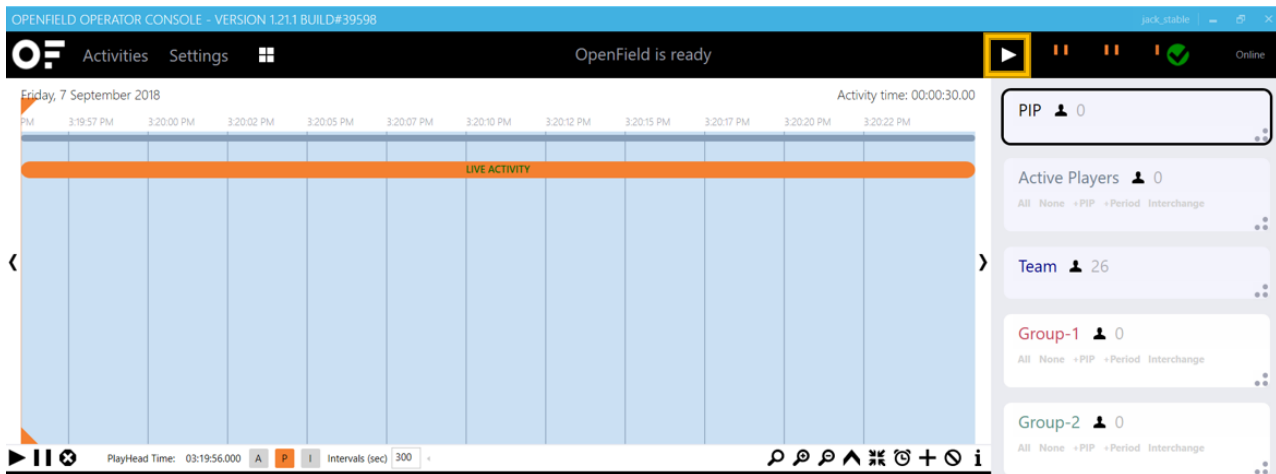 OPENFIELD OPERATOR CONSOLE - VERSION 1.21.1 BUILD#39598 jack_stable
OF Activities Settings OpenField is ready Online
Friday, 7 September 2018 Activity time: 00:00:30.00
PM 3:19:57 PM 3:20:00 PM 3:20:02 PM 3:20:05 PM 3:20:07 PM 3:20:10 PM 3:20:12 PM 3:20:15 PM 3:20:17 PM 3:20:20 PM 3:20:22 PM
LIVE ACTIVITY
PIP 0
Active Players 0
All None +PIP +Period Interchange
Team 26
Group-1 0
All None +PIP +Period Interchange
Group-2 0
All None +PIP +Period Interchange
PlayHead Time: 03:19:56.000 A P I Intervals (sec) 300